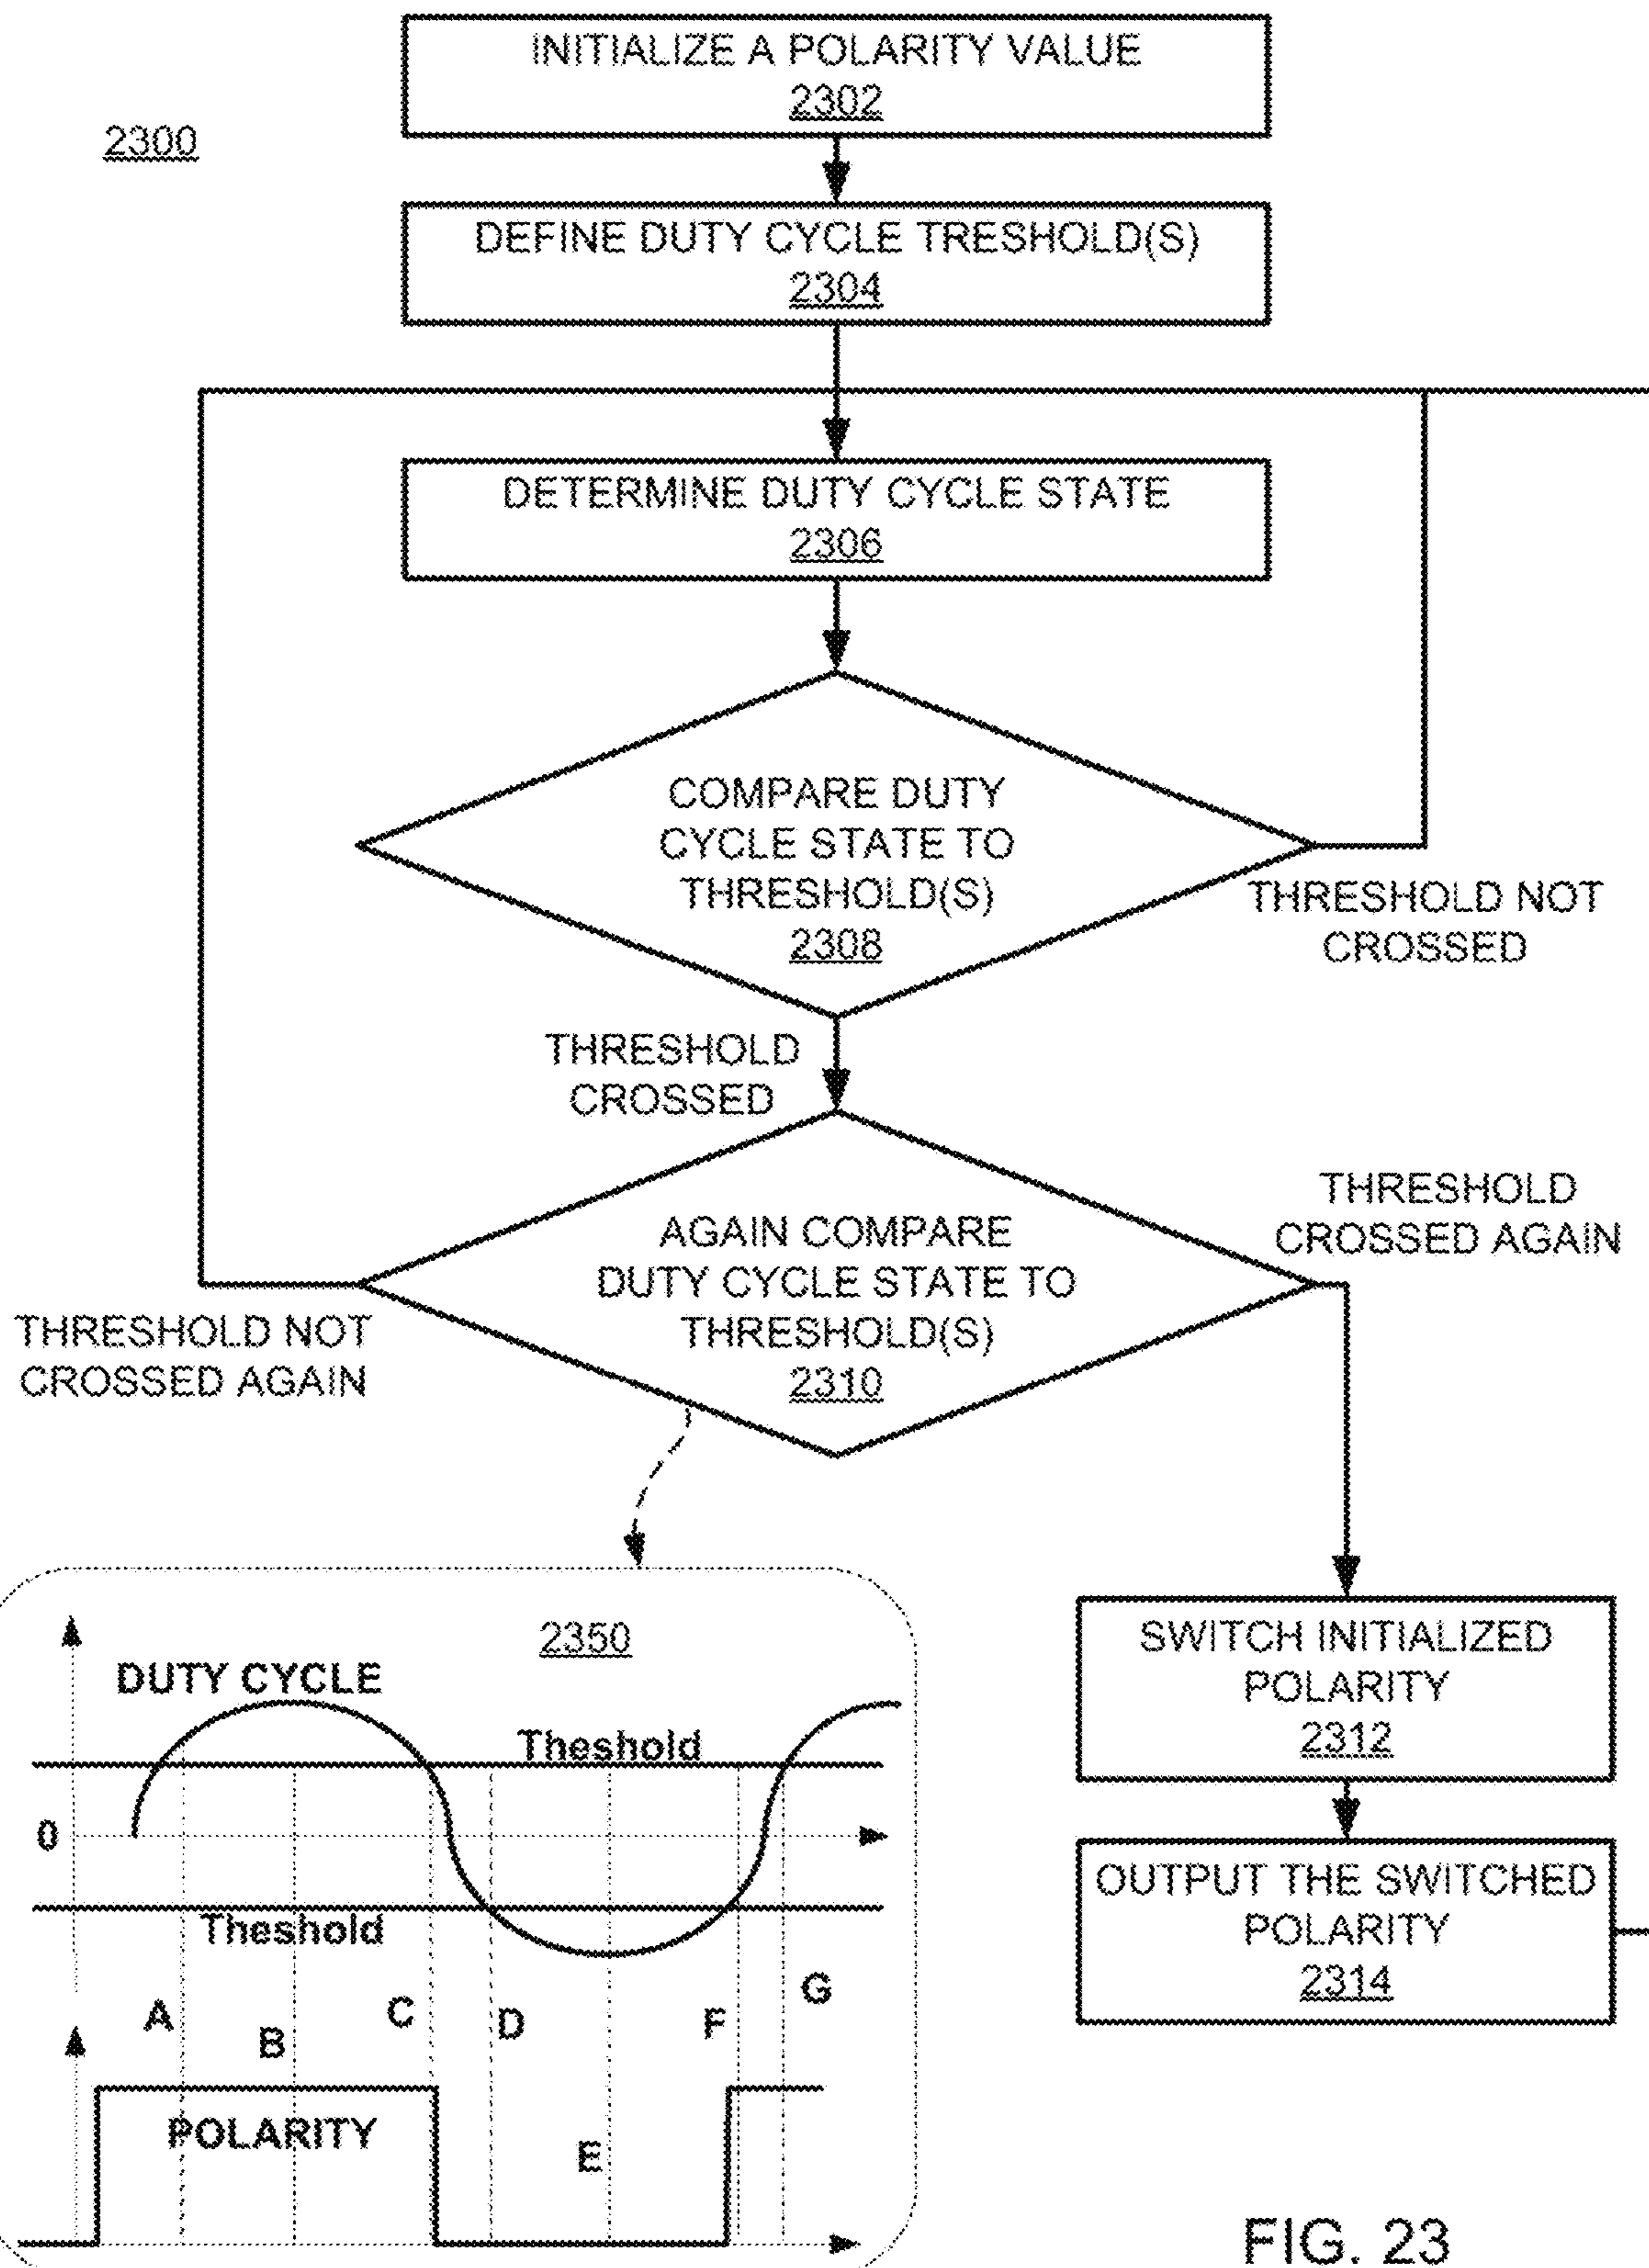 INITIALIZE A POLARITY VALUE
2302
2300
DEFINE DUTY CYCLE TRESHOLD(S)
2304
DETERMINE DUTY CYCLE STATE
2306
COMPARE DUTY
CYCLE STATE TO
THRESHOLD(S)
2308
THRESHOLD NOT
CROSSED
THRESHOLD
CROSSED
AGAIN COMPARE
DUTY CYCLE STATE TO
THRESHOLD(S)
2310
THRESHOLD
CROSSED AGAIN
THRESHOLD NOT
CROSSED AGAIN
2350
DUTY CYCLE
Theshold
0
Theshold
A
B
C
D
F
G
POLARITY
E
SWITCH INITIALIZED
POLARITY
2312
OUTPUT THE SWITCHED
POLARITY
2314
FIG. 23